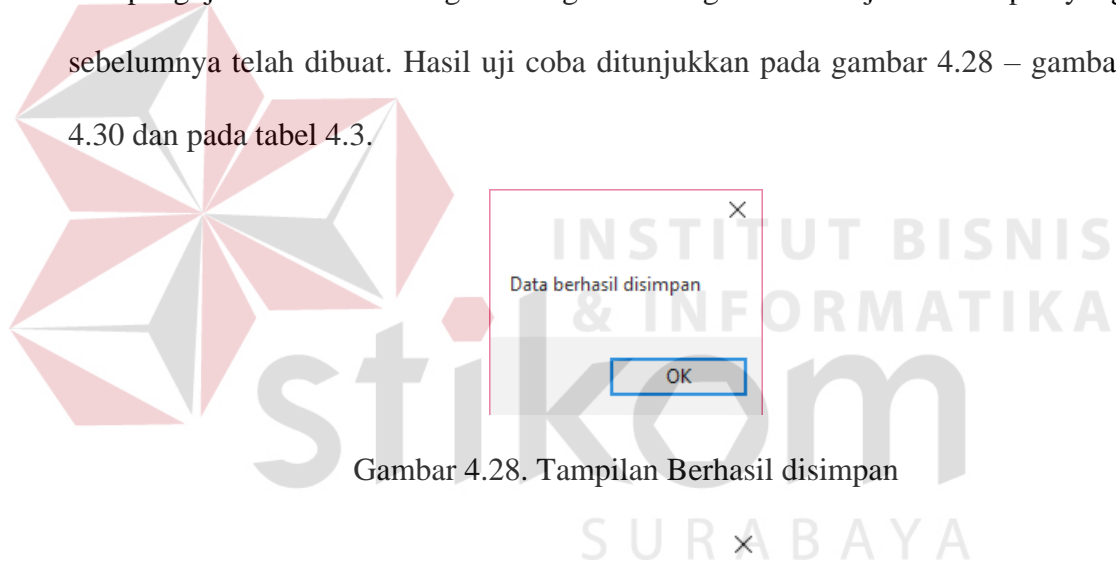 sebelumnya telah dibuat. Hasil uji coba ditunjukkan pada gambar 4.28 – gamba
4.30 dan pada tabel 4.3.
INSTITUT BISNIS
& INFORMATIKA
stikom
SURABAYA
Data berhasil disimpan
OK
Gambar 4.28. Tampilan Berhasil disimpan